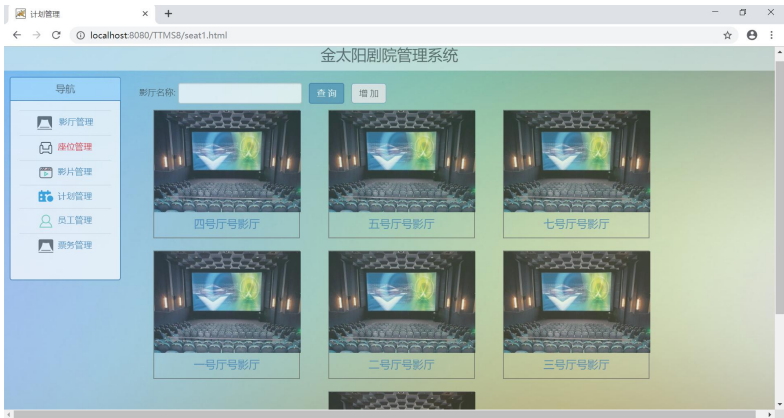 计划管理
localhost:8080/TTMS8/seat1.html
金太阳剧院管理系统
导航
影厅管理
座位管理
影片管理
计划管理
员工管理
票务管理
影厅名称:
查 询
增 加
四号厅号影厅
五号厅号影厅
七号厅号影厅
一号厅号影厅
二号厅号影厅
三号厅号影厅